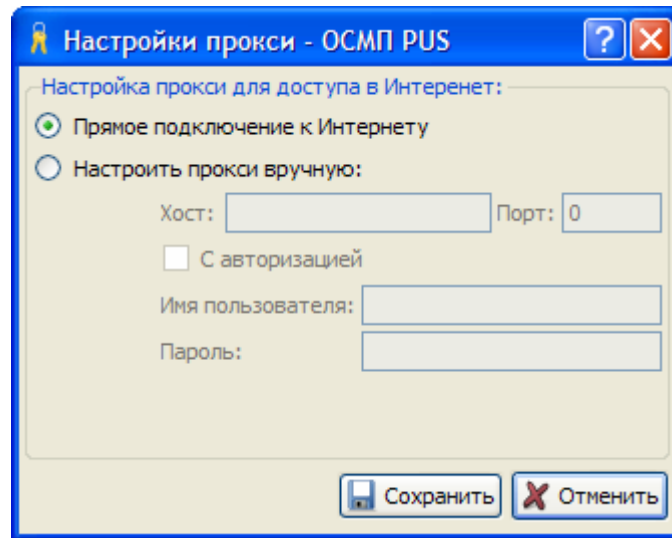 Настройки прокси - ОСМП PUS
Настройка прокси для доступа в Интеренет:
Прямое подключение к Интернету
Настроить прокси вручную:
Хост: Порт: 0
С авторизацией
Имя пользователя:
Пароль:
Сохранить Отменить